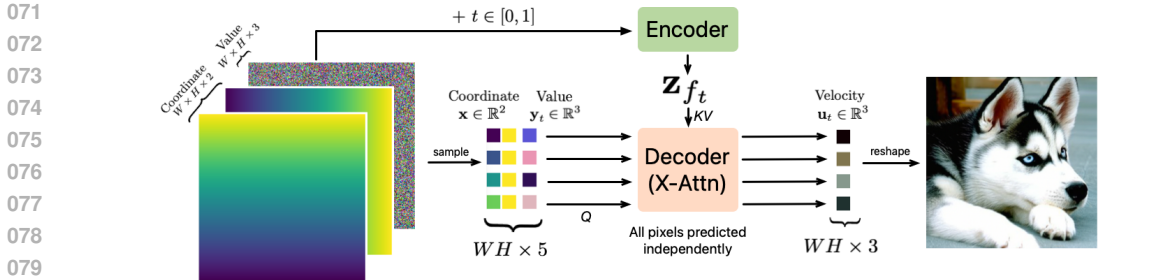 071
072
073
074
075
076
077
078
079
+ t ∈ [0, 1]
Encoder
Value
W × H × 3
Coordinate
W × H × 2
z_{f_t}
KV
Coordinate
x ∈ ℝ²
Value
y_t ∈ ℝ³
sample
Q
WH × 5
Decoder
(X-Attn)
All pixels predicted
independently
Velocity
u_t ∈ ℝ³
WH × 3
reshape